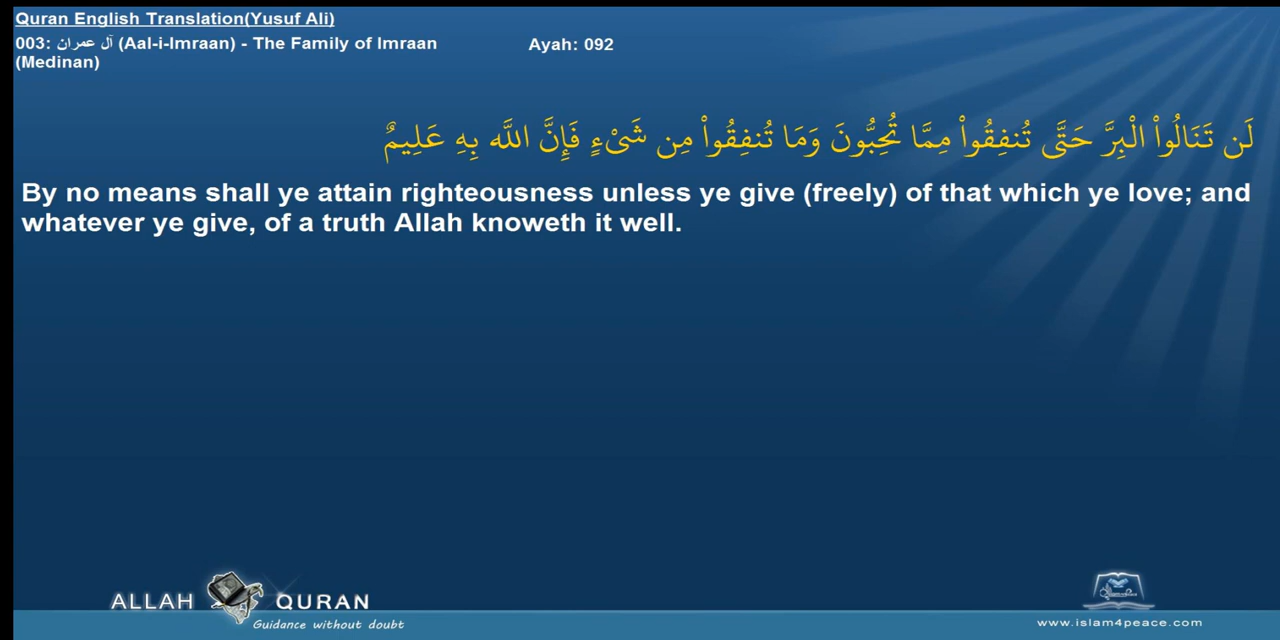 Quran English Translation(Yusuf Ali)
003: آل عمران (Aal-i-Imraan) - The Family of Imraan (Medinan)
Ayah: 092
لَن تَنَالُواْ الْبِرَّ حَتَّى تُنفِقُواْ مِمَّا تُحِبُّونَ وَمَا تُنفِقُواْ مِن شَيْءٍ فَإِنَّ اللّهَ بِهِ عَلِيمٌ
By no means shall ye attain righteousness unless ye give (freely) of that which ye love; and
whatever ye give, of a truth Allah knoweth it well.
ALLAH QURAN
Guidance without doubt
www.islam4peace.com